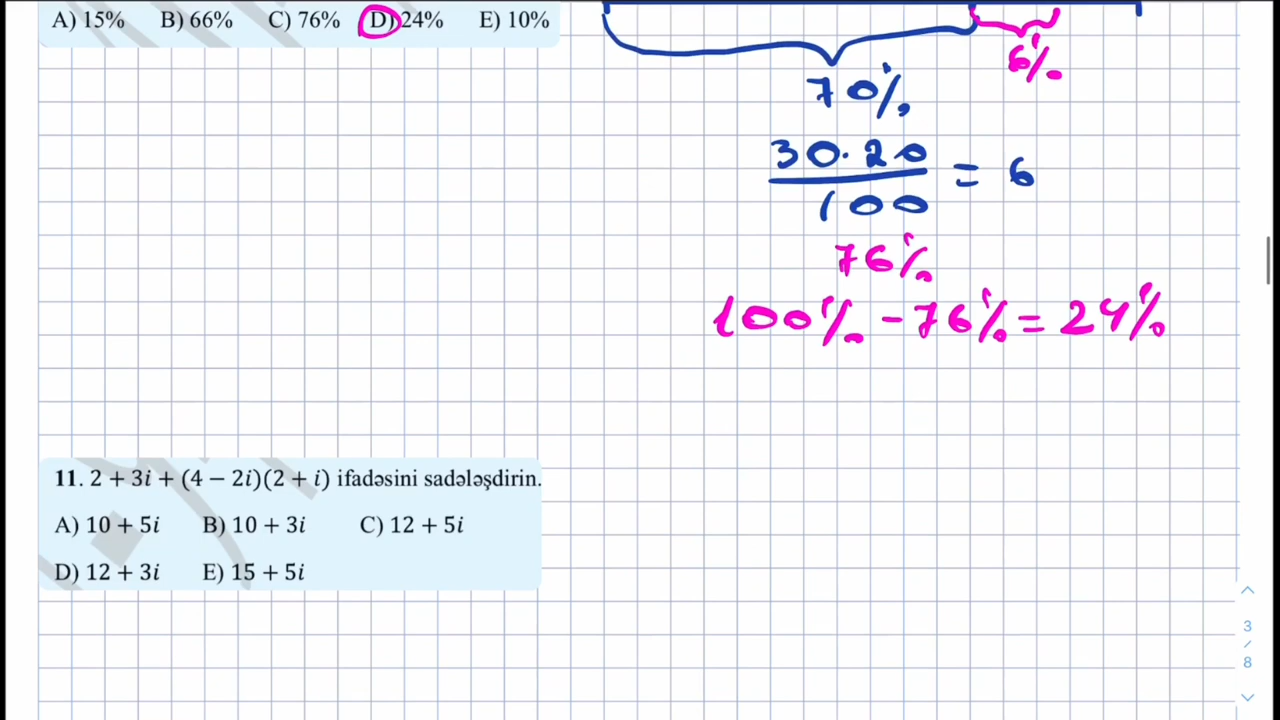 A) 15% B) 66% C) 76% D) 24% E) 10%
6%
70%
30·20
100
= 6
76%
100% − 76% = 24%
11. 2 + 3i + (4 − 2i)(2 + i) ifadəsini sadələşdirin.
A) 10 + 5i B) 10 + 3i C) 12 + 5i
D) 12 + 3i E) 15 + 5i
3
/
8